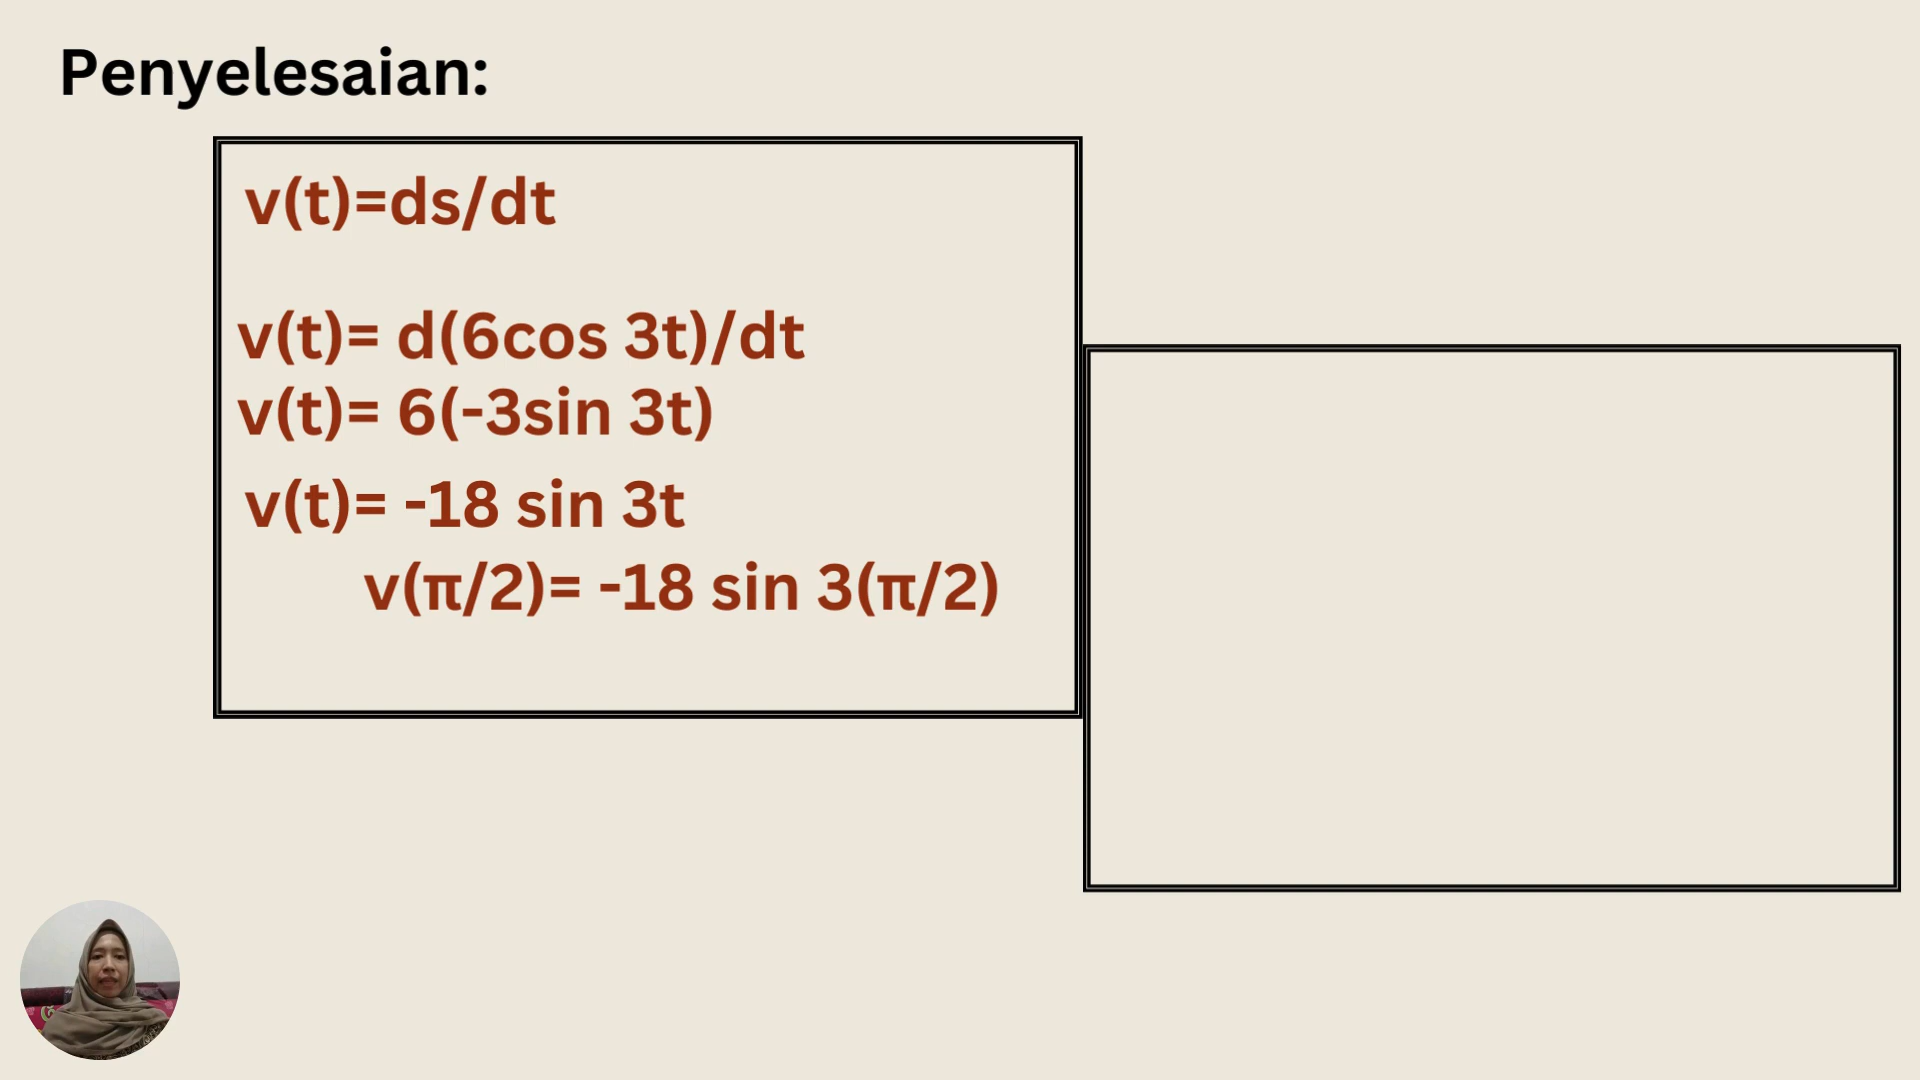 Penyelesaian:
v(t)=ds/dt
v(t)= d(6cos 3t)/dt
v(t)= 6(-3sin 3t)
v(t)= -18 sin 3t
v(π/2)= -18 sin 3(π/2)